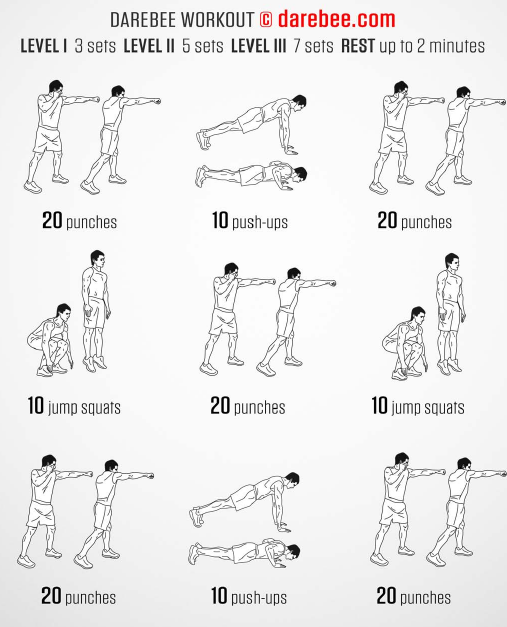 DAREBEE WORKOUT © darebee.com
LEVEL I 3 sets LEVEL II 5 sets LEVEL III 7 sets REST up to 2 minutes
20 punches
10 push-ups
20 punches
10 jump squats
20 punches
10 jump squats
20 punches
10 push-ups
20 punches